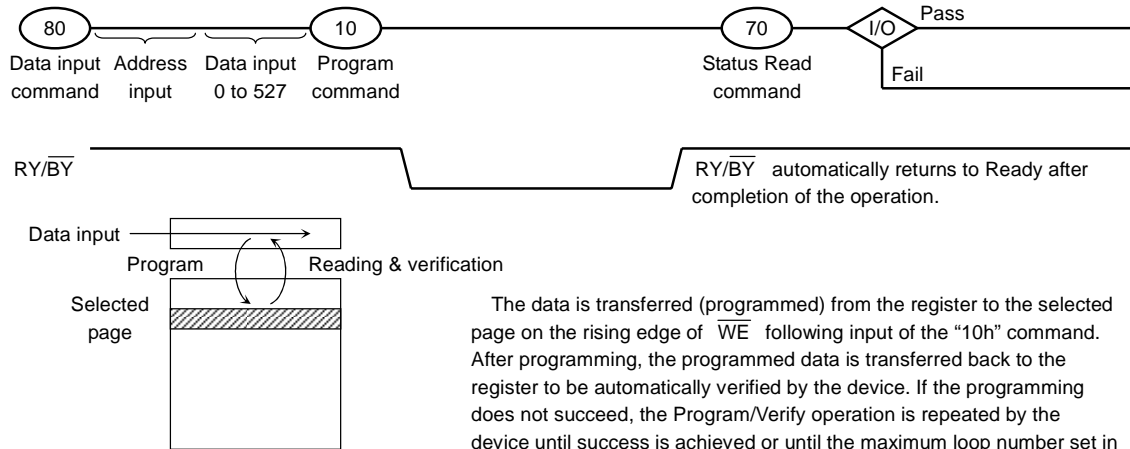 80 10 70 I/O Pass
Data input Address Data input Program Status Read
command input 0 to 527 command command Fail
RY/BY
RY/BY automatically returns to Ready after
completion of the operation.
Data input
Program Reading & verification
Selected
page
The data is transferred (programmed) from the register to the selected
page on the rising edge of WE following input of the “10h” command.
After programming, the programmed data is transferred back to the
register to be automatically verified by the device. If the programming
does not succeed, the Program/Verify operation is repeated by the
device until success is achieved or until the maximum loop number set in